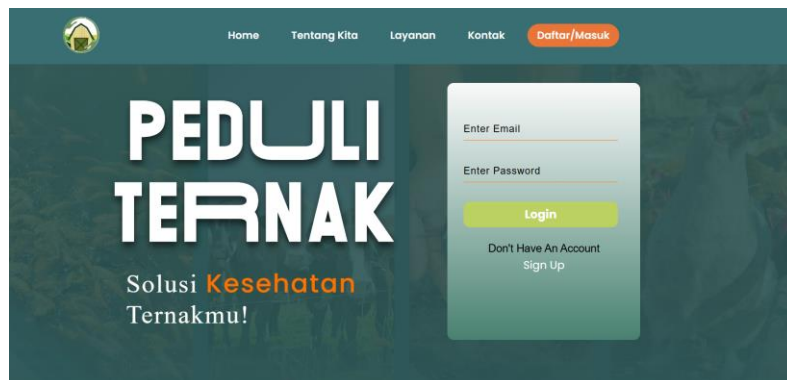 Home
Tentang Kita
Layanan
Kontak
Daftar/Masuk
PEDULI
TERNAK
Solusi Kesehatan
Ternakmu!
Enter Email
Enter Password
Login
Don't Have An Account
Sign Up